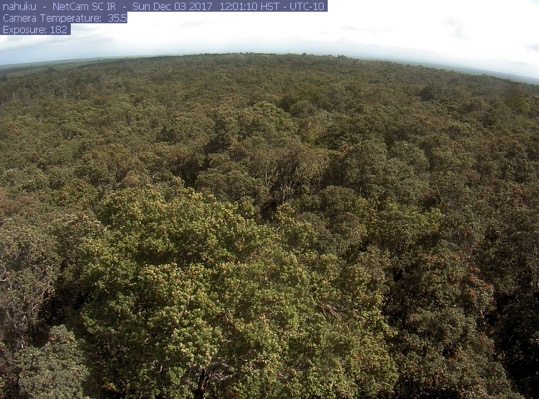 nahuku - NetCam SC IR - Sun Dec 03 2017 12:01:10 HST - UTC-10
Camera Temperature: 35.5
Exposure: 182